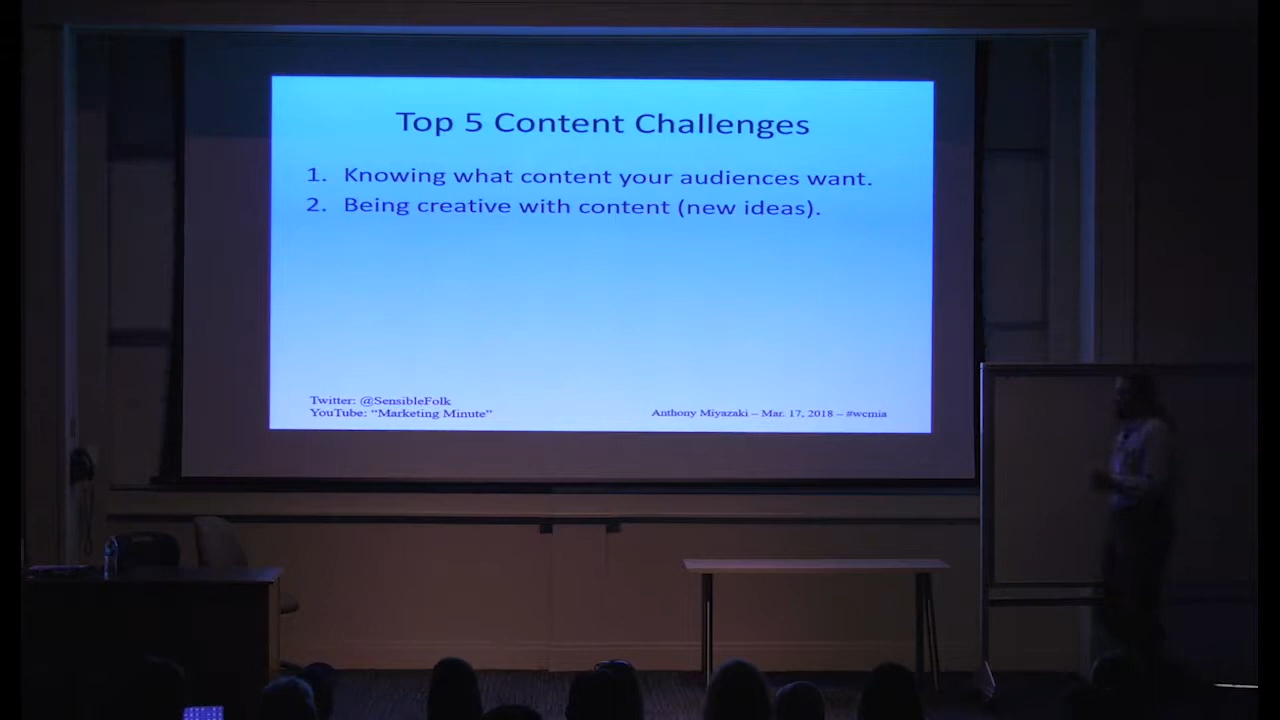 Top 5 Content Challenges
1. Knowing what content your audiences want.
2. Being creative with content (new ideas).
Twitter: @SensibleFolk
YouTube: “Marketing Minute”
Anthony Miyazaki – Mar. 17, 2018 – #wcmia